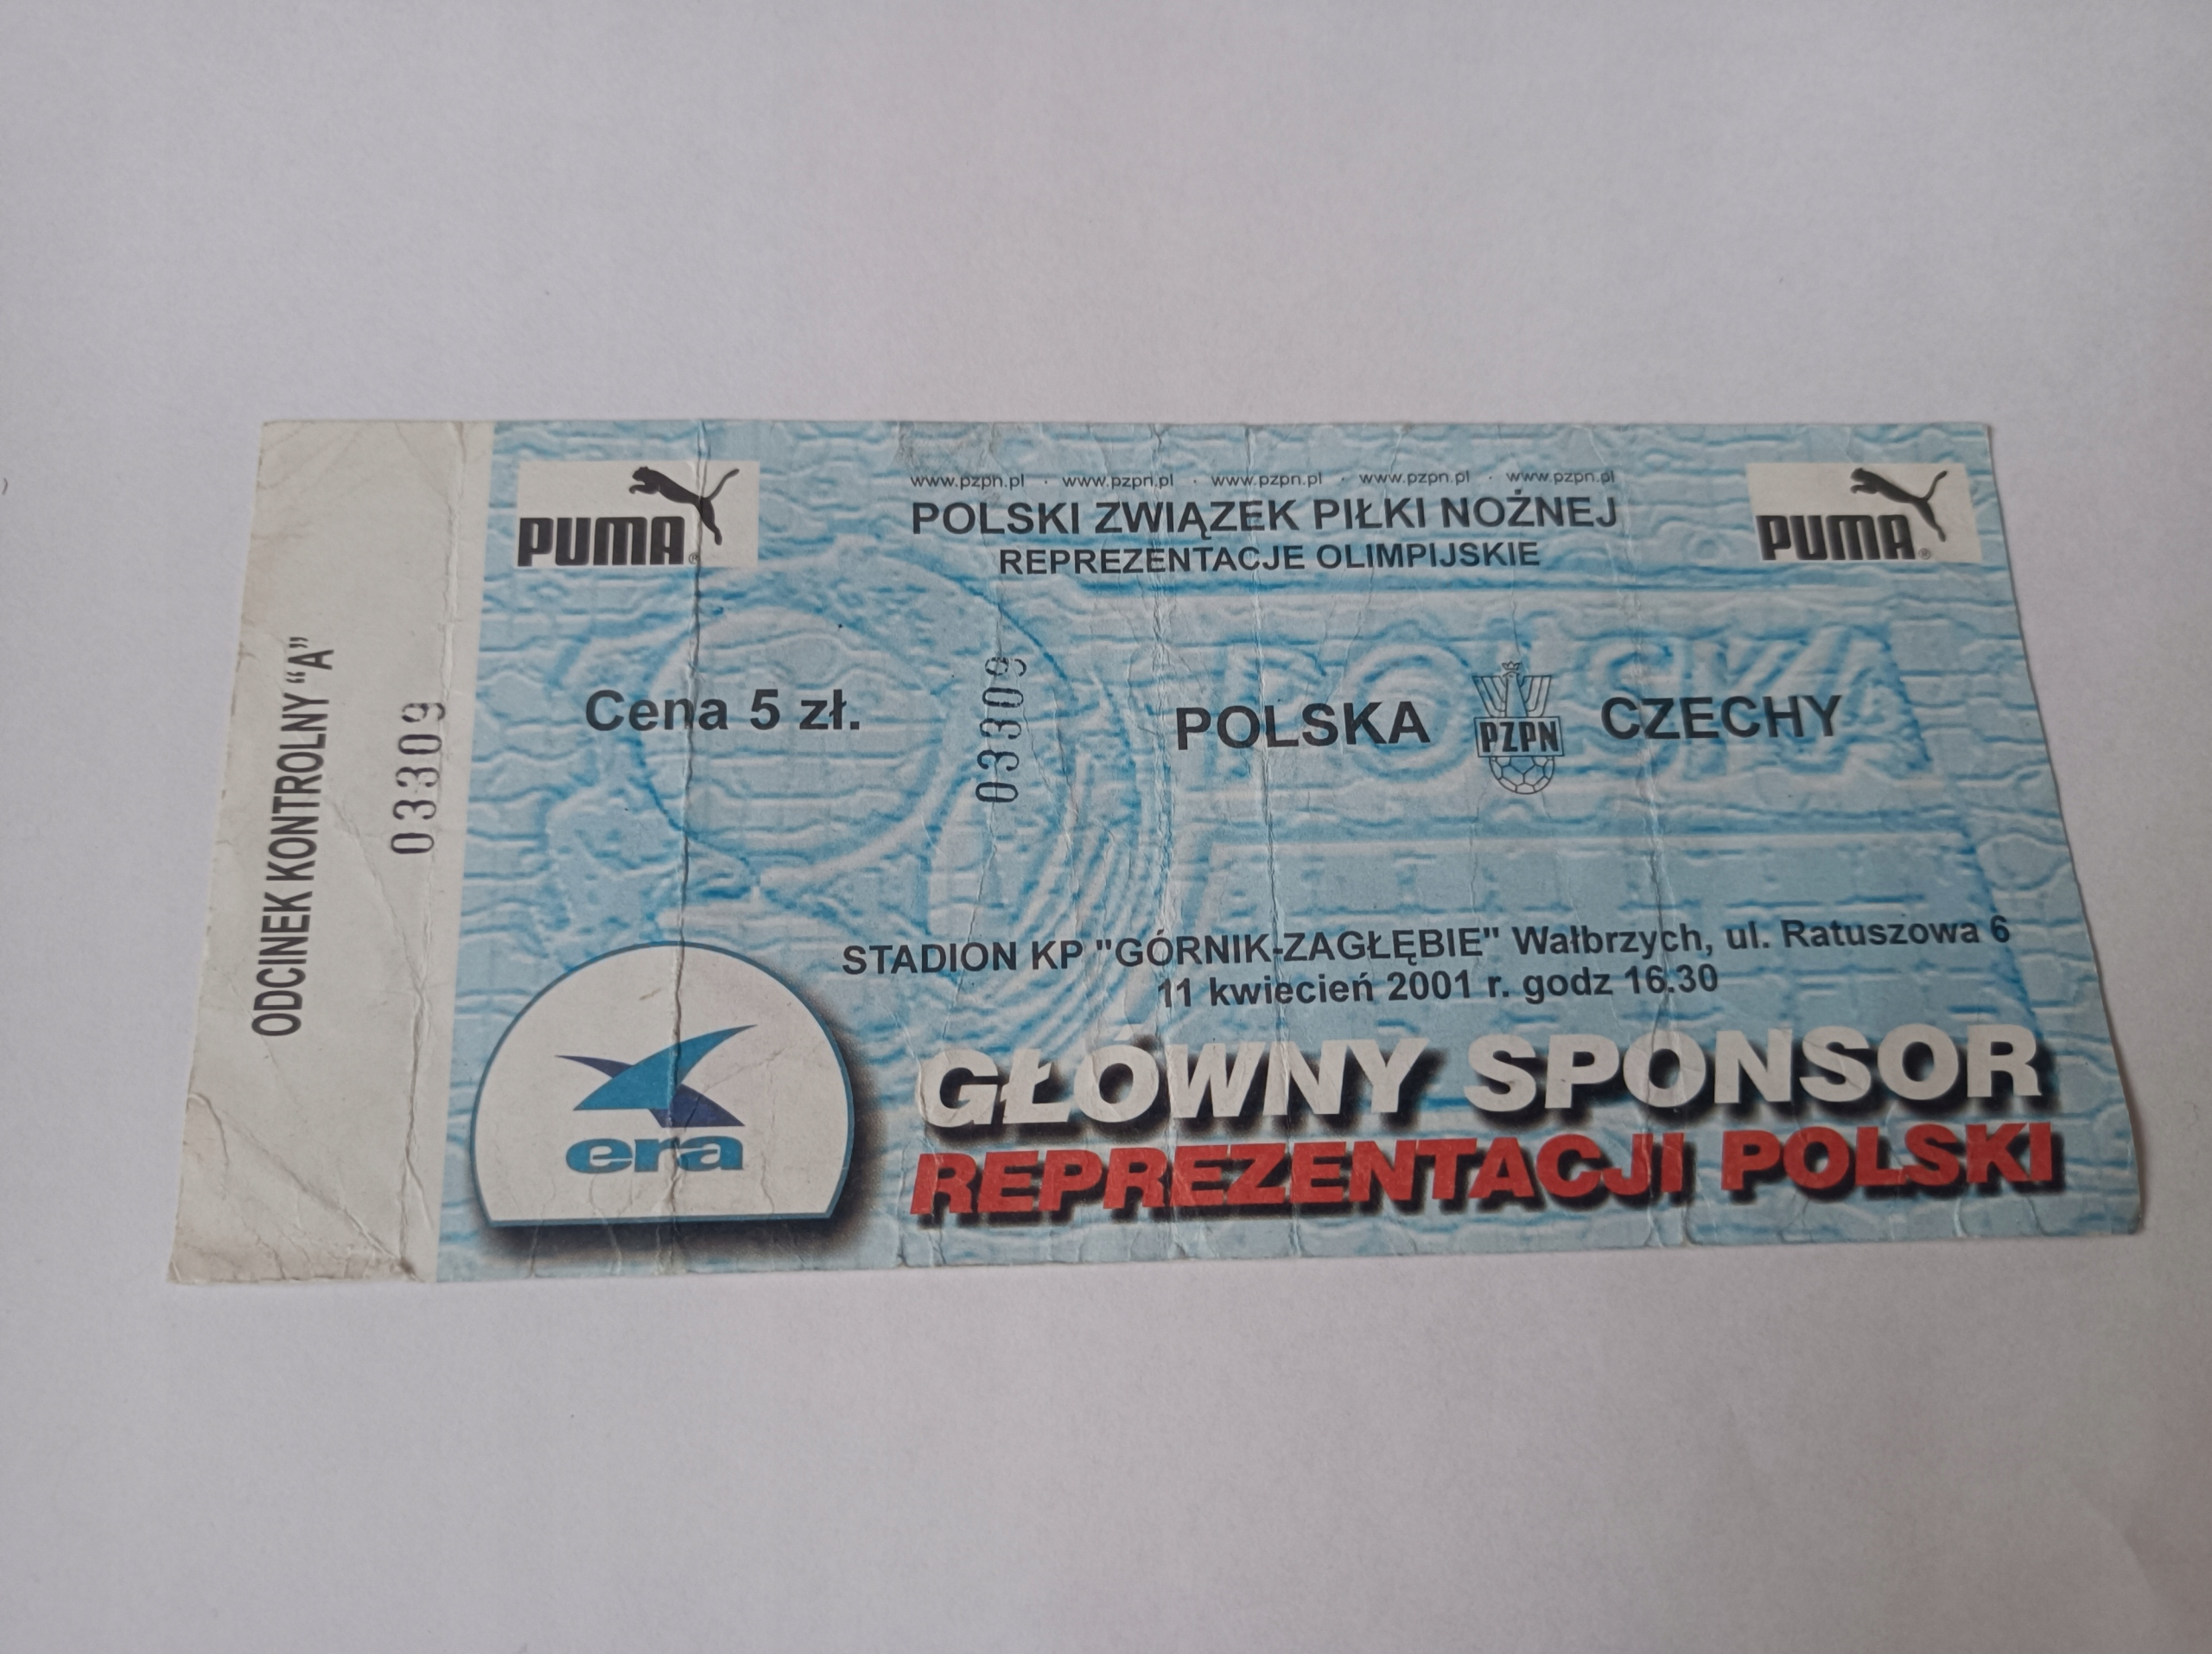 ODCINEK KONTROLNY “A”
03309
PUMA®
www.pzpn.pl · www.pzpn.pl · www.pzpn.pl · www.pzpn.pl · www.pzpn.pl
POLSKI ZWIĄZEK PIŁKI NOŻNEJ
REPREZENTACJE OLIMPIJSKIE
PUMA®
POLSKA
Cena 5 zł.
03309
POLSKA PZPN CZECHY
STADION KP "GÓRNIK-ZAGŁĘBIE" Wałbrzych, ul. Ratuszowa 6
11 kwiecień 2001 r. godz 16.30
era
GŁÓWNY SPONSOR
REPREZENTACJI POLSKI